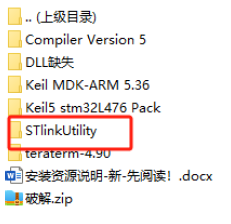 .. (上级目录)
Compiler Version 5
DLL缺失
Keil MDK-ARM 5.36
Keil5 stm32L476 Pack
STlinkUtility
teraterm-4.90
安装资源说明-新-先阅读！.docx
破解.zip